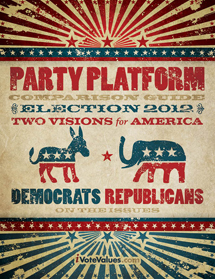 PARTY PLATFORM
COMPARISON GUIDE
ELECTION 2012
TWO VISIONS for AMERICA
DEMOCRATS REPUBLICANS
ON THE ISSUES
iVoteValues.com